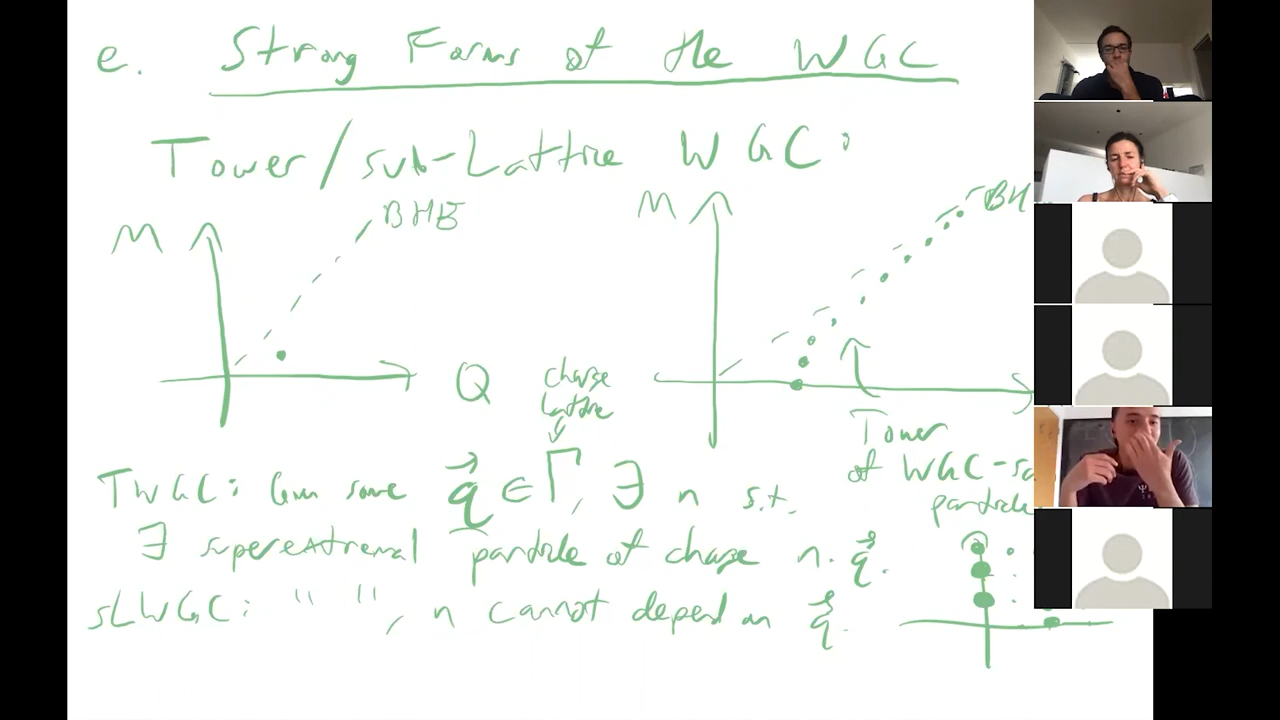 e. Strong Forms of the WGC
Tower/sub-Lattice WGC:
M
BHE
Q
M
BH
charge
lattice
Tower
of WGC-sa
particle
TWGC: Given some q⃗ ∈ Γ, ∃ n s.t.
∃ superextremal particle of charge n·q⃗.
sLWGC: " ", n cannot depend on q⃗.